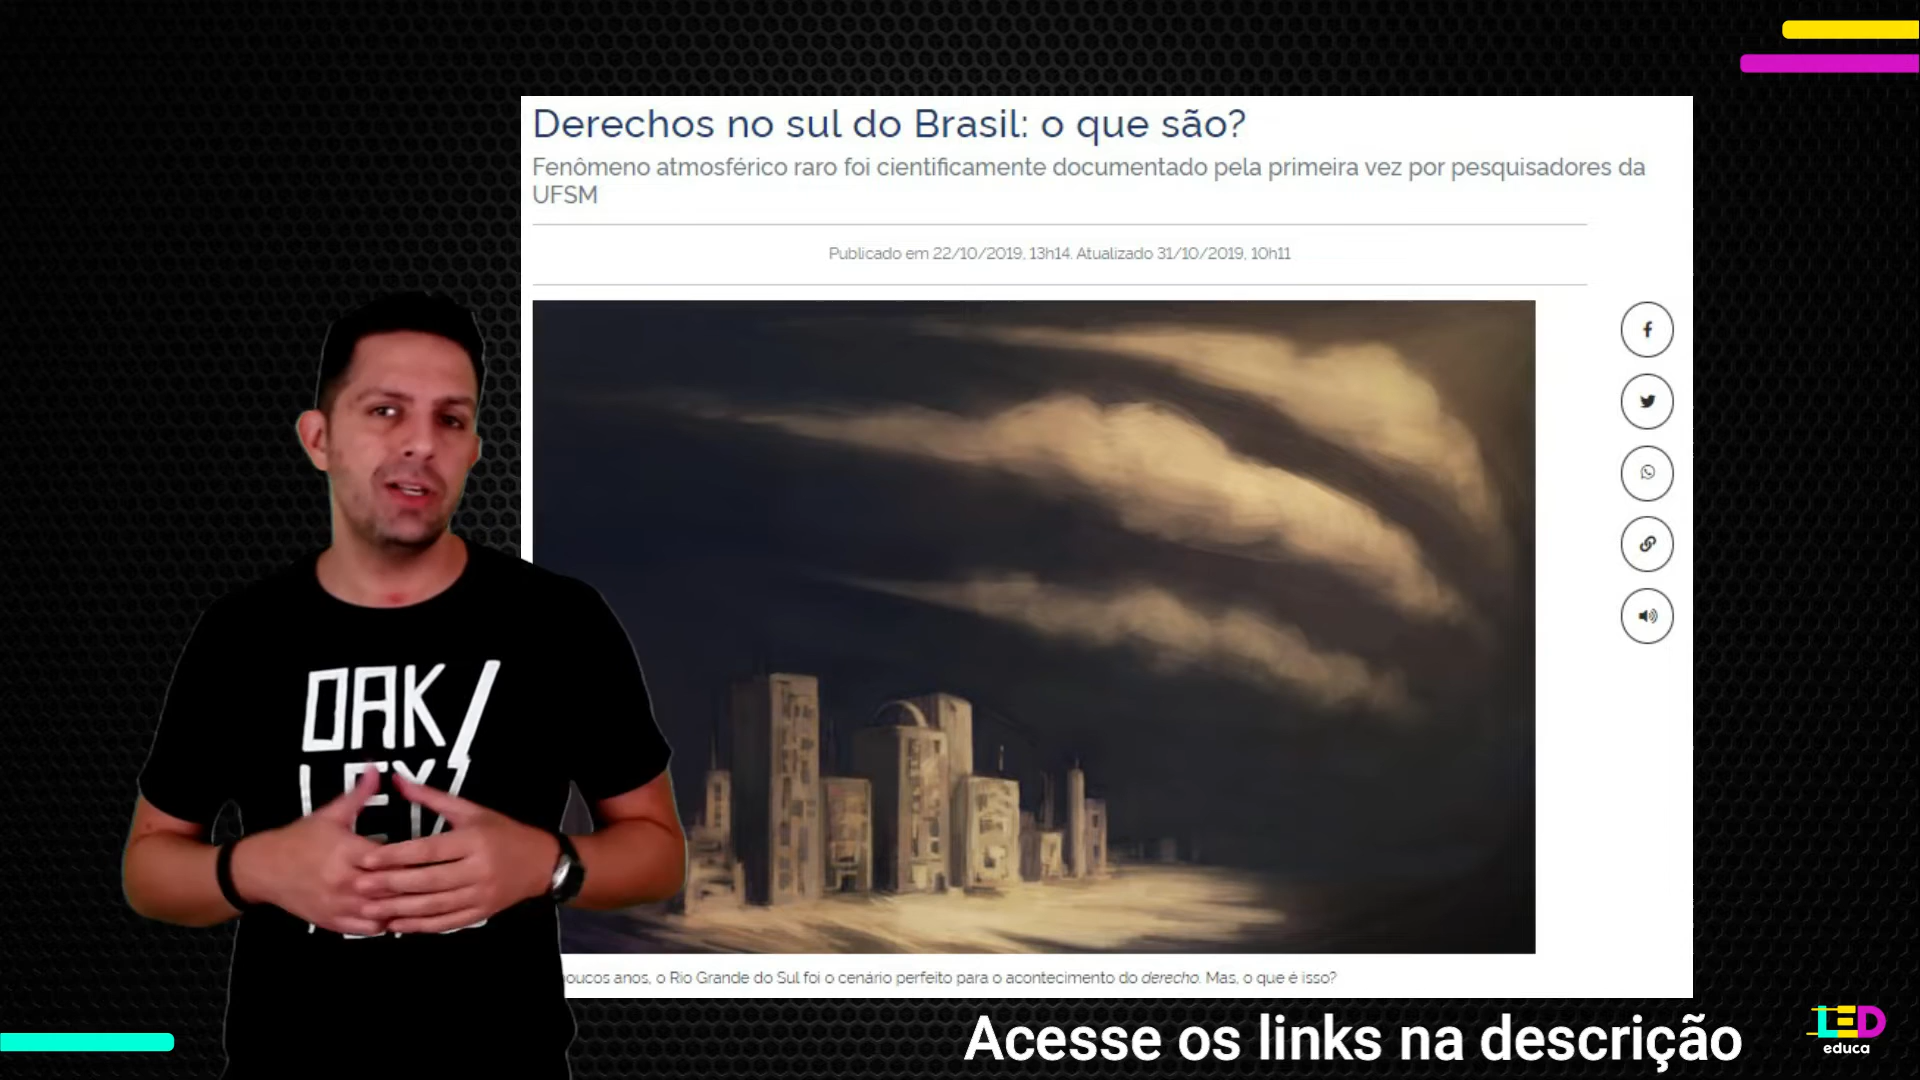 Derechos no sul do Brasil: o que são?
Fenômeno atmosférico raro foi cientificamente documentado pela primeira vez por pesquisadores da
UFSM
Publicado em 22/10/2019, 13h14. Atualizado 31/10/2019, 10h11
OAK
LEY
anos, o Rio Grande do Sul foi o cenário perfeito para o acontecimento do derecho. Mas, o que é isso?
Acesse os links na descrição
LED
educa